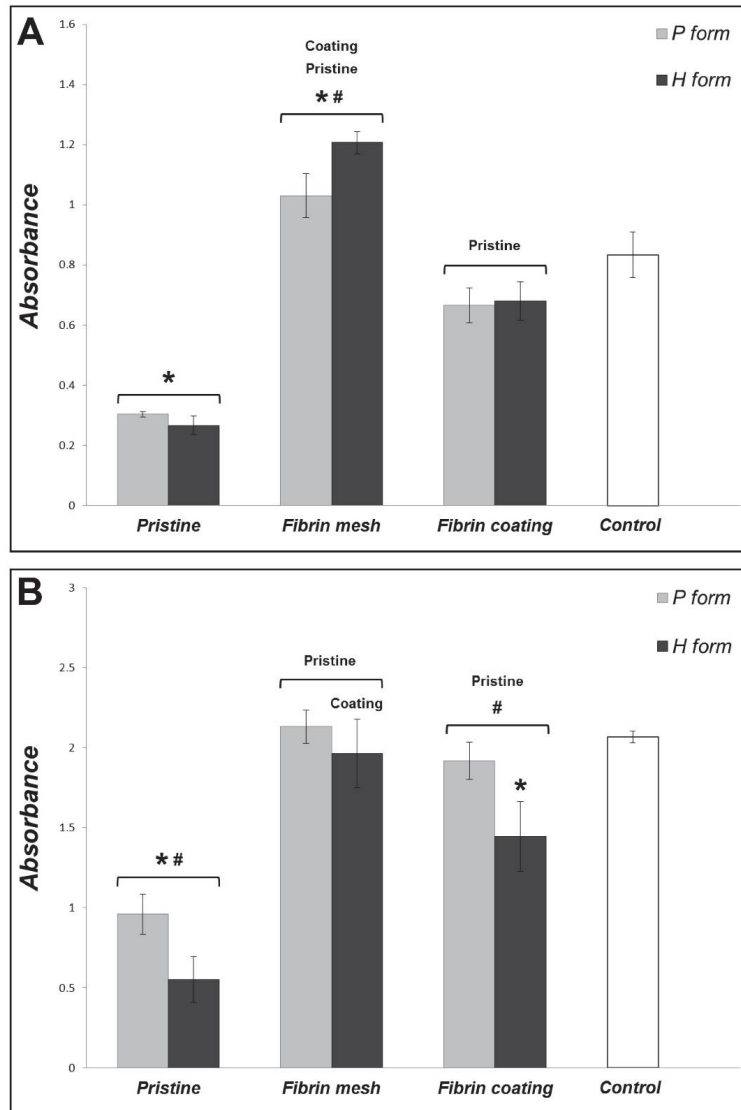 A
P form
H form
Absorbance
1.6
1.4
1.2
1
0.8
0.6
0.4
0.2
0
*
Coating
Pristine
* #
Pristine
Pristine
Fibrin mesh
Fibrin coating
Control
B
P form
H form
Absorbance
3
2.5
2
1.5
1
0.5
0
* #
Pristine
Coating
Pristine
#
*
Pristine
Fibrin mesh
Fibrin coating
Control